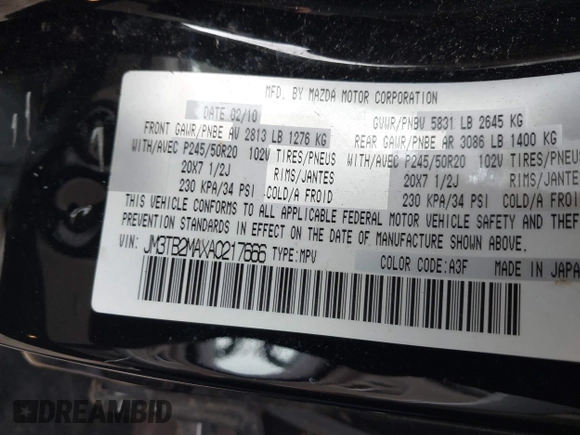 MFD. BY MAZDA MOTOR CORPORATION
DATE 02/10 GVWR/PNBV 5831 LB 2645 KG
FRONT GAWR/PNBE AV 2813 LB 1276 KG REAR GAWR/PNBE AR 3086 LB 1400 KG
WITH/AVEC P245/50R20 102V TIRES/PNEUS WITH/AVEC P245/50R20 102V TIRES/PNEUS
20X7 1/2J RIMS/JANTES 20X7 1/2J RIMS/JANTES
230 KPA/34 PSI COLD/A FROID 230 KPA/34 PSI COLD/A FROID
THIS VEHICLE CONFORMS TO ALL APPLICABLE FEDERAL MOTOR VEHICLE SAFETY AND THEFT
PREVENTION STANDARDS IN EFFECT ON THE DATE OF MANUFACTURE SHOWN ABOVE.
VIN: JM3TB2MAXA0217666 TYPE: MPV COLOR CODE: A3F MADE IN JAPAN
DREAMBID